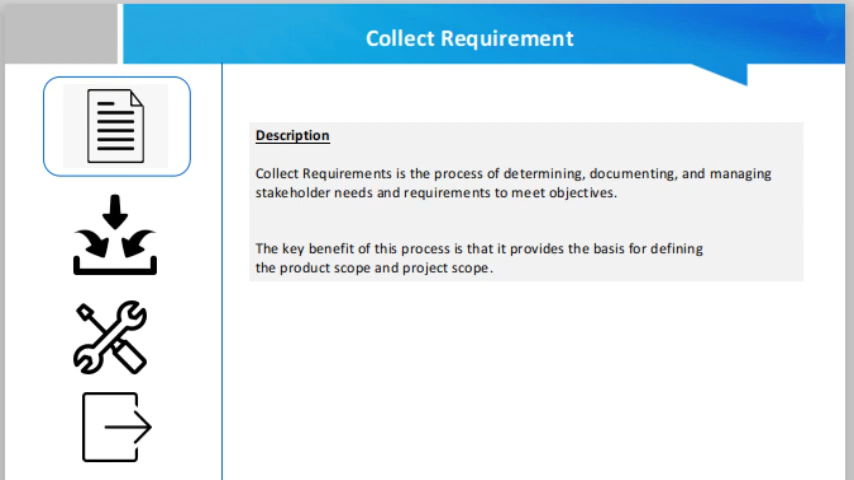 Collect Requirement
Description
Collect Requirements is the process of determining, documenting, and managing
stakeholder needs and requirements to meet objectives.
The key benefit of this process is that it provides the basis for defining
the product scope and project scope.